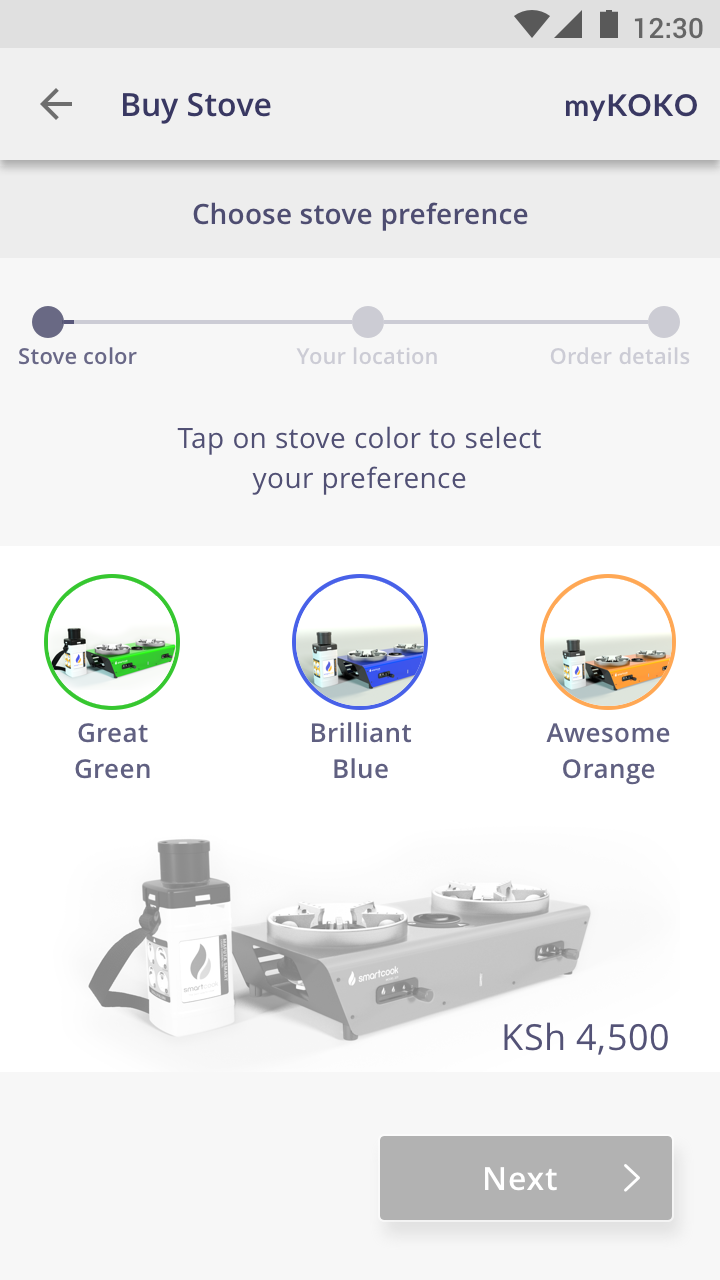 12:30
Buy Stove
myKOKO
Choose stove preference
Stove color
Your location
Order details
Tap on stove color to select
your preference
Great
Green
Brilliant
Blue
Awesome
Orange
smartcook
smartcook
KSh 4,500
Next